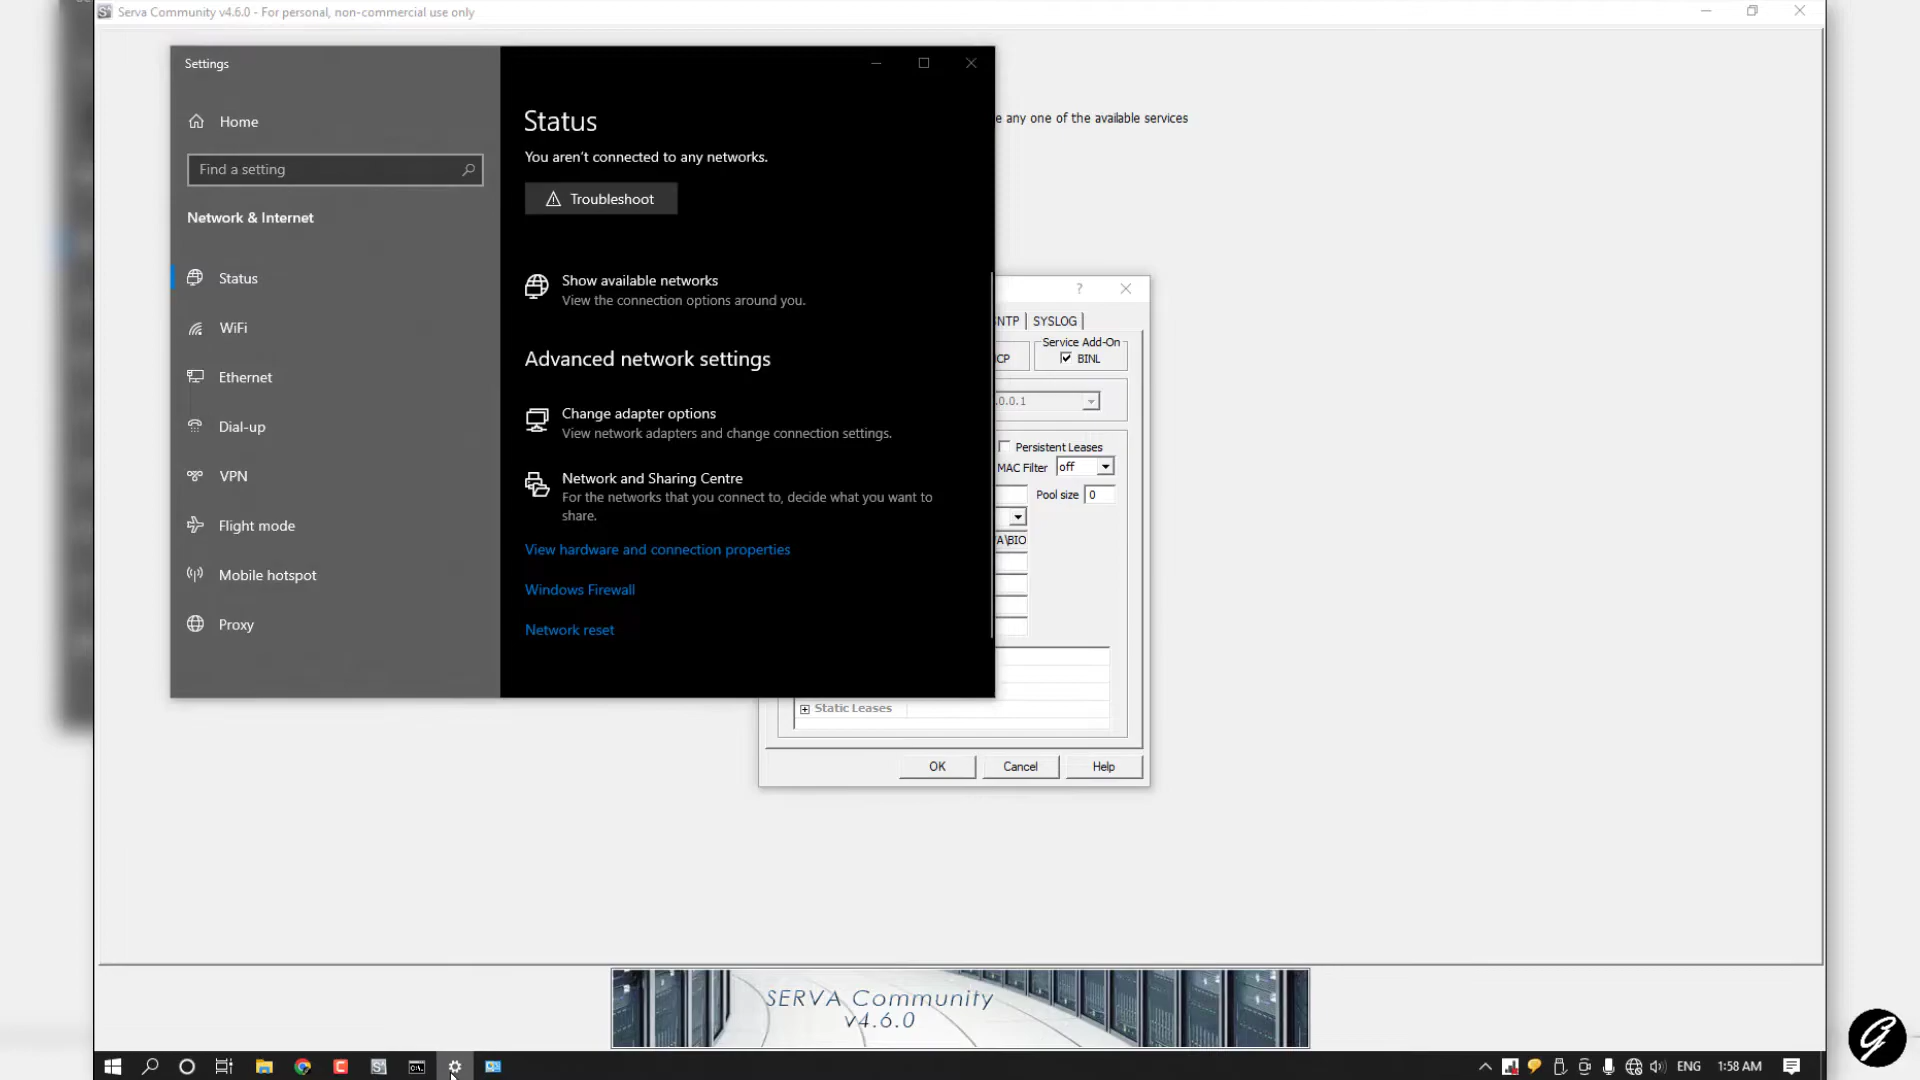 Serva Community v4.6.0 - For personal, non-commercial use only
Settings
Home
Find a setting
Network & Internet
Status
WiFi
Ethernet
Dial-up
VPN
Flight mode
Mobile hotspot
Proxy
Status
You aren't connected to any networks.
Troubleshoot
Show available networks
View the connection options around you.
Advanced network settings
Change adapter options
View network adapters and change connection settings.
Network and Sharing Centre
For the networks that you connect to, decide what you want to
share.
View hardware and connection properties
Windows Firewall
Network reset
e any one of the available services
?
NTP SYSLOG
Service Add-On
CP BINL
.0.0.1
Persistent Leases
MAC Filter off
Pool size 0
A\BIO
Static Leases
OK Cancel Help
SERVA Community
v4.6.0
ENG 1:58 AM